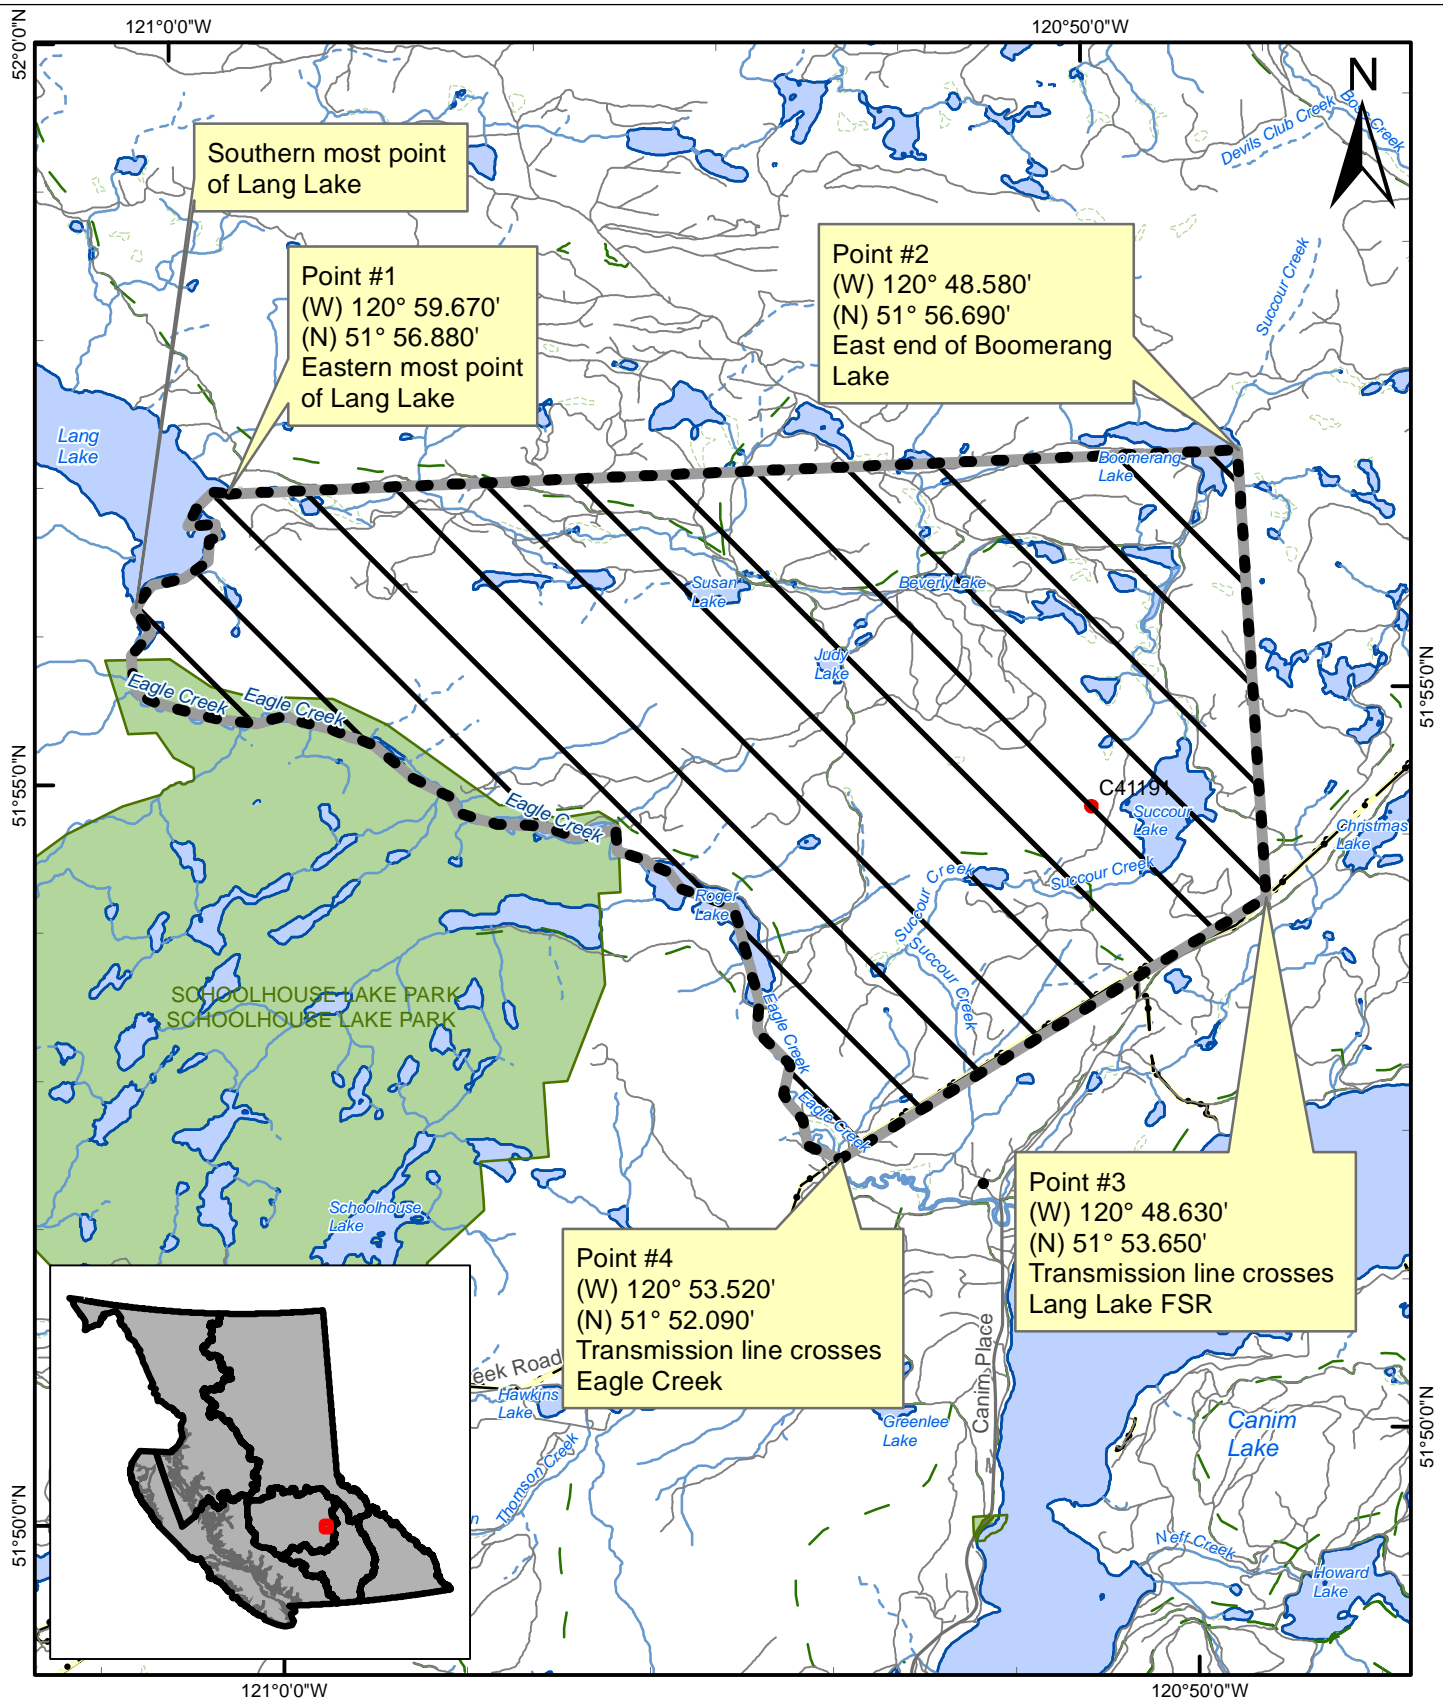 121°0'0"W
120°50'0"W
52°0'0"N
N
Bos Creek
Devils Club Creek
Southern most point
of Lang Lake
Point #1
(W) 120° 59.670'
(N) 51° 56.880'
Eastern most point
of Lang Lake
Point #2
(W) 120° 48.580'
(N) 51° 56.690'
East end of Boomerang
Lake
Succour Creek
Lang
Lake
Boomerang
Lake
Susan
Lake
BeverlyLake
Judy
Lake
51°55'0"N
Eagle Creek
Eagle Creek
51°55'0"N
Eagle Creek
C41191
Succour
Lake
Christmas
Lake
Succour Creek
Succour Creek
Roger
Lake
Succour Creek
SCHOOLHOUSE LAKE PARK
SCHOOLHOUSE LAKE PARK
Eagle Creek
Eagle Creek
Schoolhouse
Lake
Point #3
(W) 120° 48.630'
(N) 51° 53.650'
Transmission line crosses
Lang Lake FSR
Point #4
(W) 120° 53.520'
(N) 51° 52.090'
Transmission line crosses
Eagle Creek
eek Road
Hawkins
Lake
Canim Place
Greenlee
Lake
Canim
Lake
51°50'0"N
Thomson Creek
n
51°50'0"N
Neff Creek
Howard
Lake
121°0'0"W
120°50'0"W